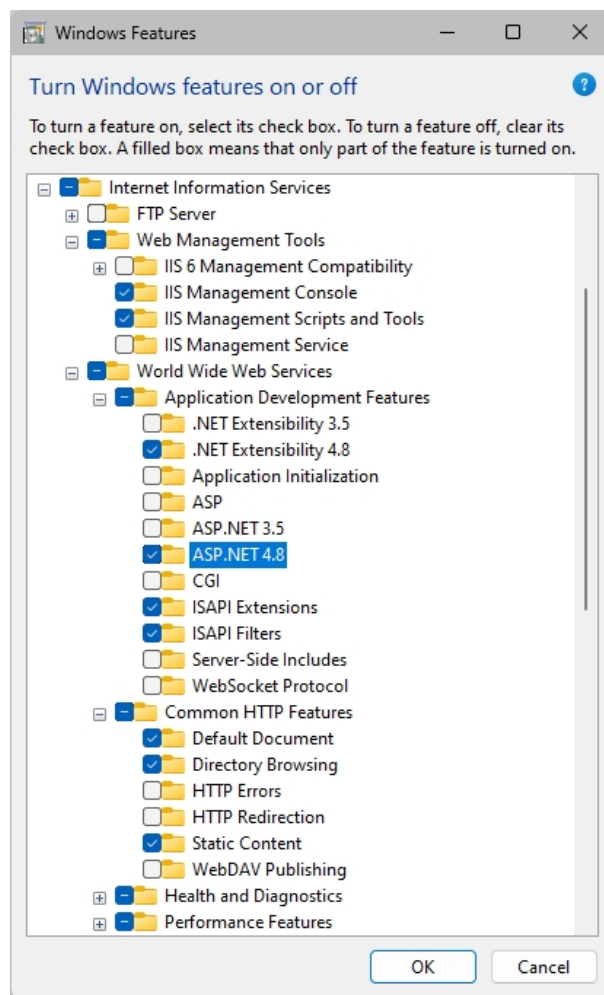 Windows Features
Turn Windows features on or off
To turn a feature on, select its check box. To turn a feature off, clear its
check box. A filled box means that only part of the feature is turned on.
Internet Information Services
FTP Server
Web Management Tools
IIS 6 Management Compatibility
IIS Management Console
IIS Management Scripts and Tools
IIS Management Service
World Wide Web Services
Application Development Features
.NET Extensibility 3.5
.NET Extensibility 4.8
Application Initialization
ASP
ASP.NET 3.5
ASP.NET 4.8
CGI
ISAPI Extensions
ISAPI Filters
Server-Side Includes
WebSocket Protocol
Common HTTP Features
Default Document
Directory Browsing
HTTP Errors
HTTP Redirection
Static Content
WebDAV Publishing
Health and Diagnostics
Performance Features
OK Cancel